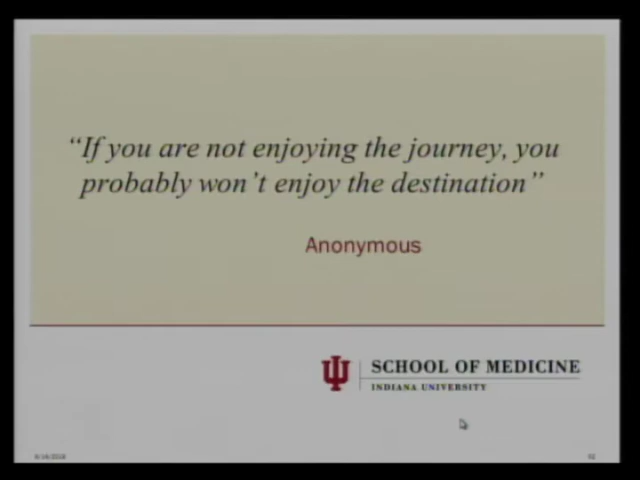 “If you are not enjoying the journey, you
probably won’t enjoy the destination”
Anonymous
SCHOOL OF MEDICINE
INDIANA UNIVERSITY